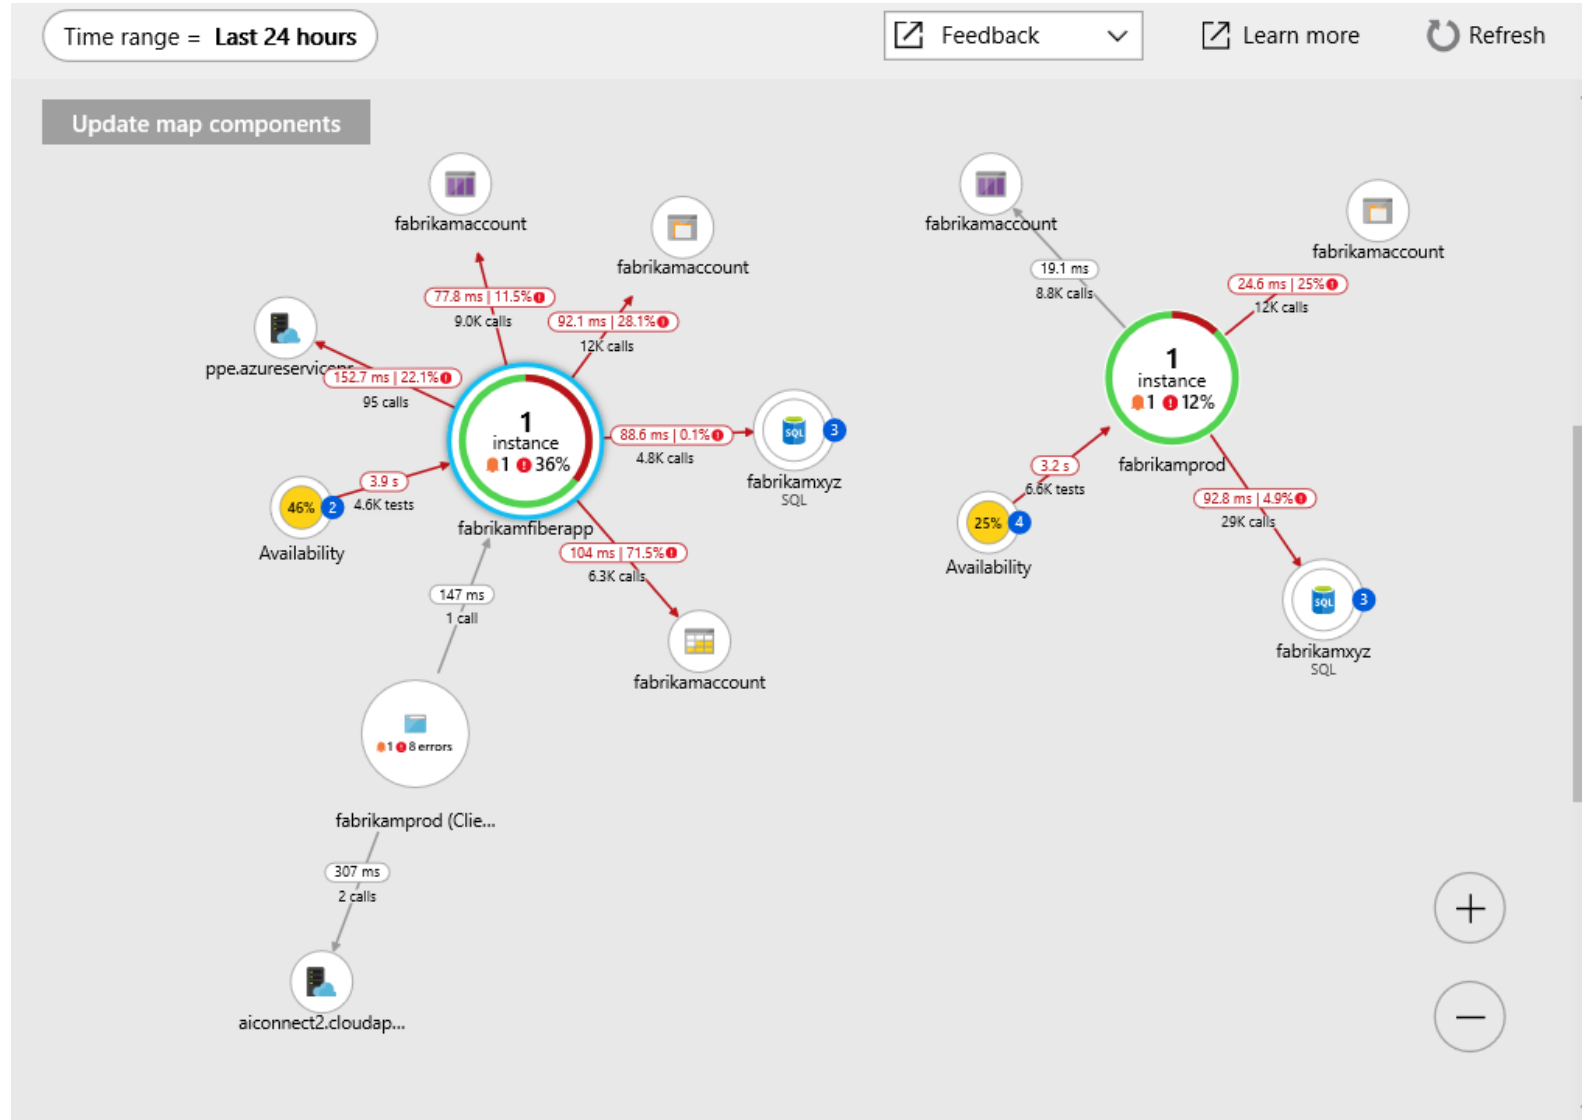 Time range = Last 24 hours
Feedback
Learn more
Refresh
Update map components
fabrikamaccount
fabrikamaccount
77.8 ms | 11.5%
9.0K calls
92.1 ms | 28.1%
12K calls
ppe.azureservicepr
152.7 ms | 22.1%
95 calls
1
instance
1 36%
fabrikamfiberapp
88.6 ms | 0.1%
4.8K calls
SQL
3
fabrikamxyz
SQL
3.9 s
4.6K tests
46%
2
Availability
104 ms | 71.5%
6.3K calls
fabrikamaccount
147 ms
1 call
1 8 errors
fabrikamprod (Clie...
307 ms
2 calls
aiconnect2.cloudap...
fabrikamaccount
fabrikamaccount
19.1 ms
8.8K calls
24.6 ms | 25%
12K calls
1
instance
1 12%
fabrikamprod
3.2 s
6.6K tests
25%
4
Availability
92.8 ms | 4.9%
29K calls
SQL
3
fabrikamxyz
SQL